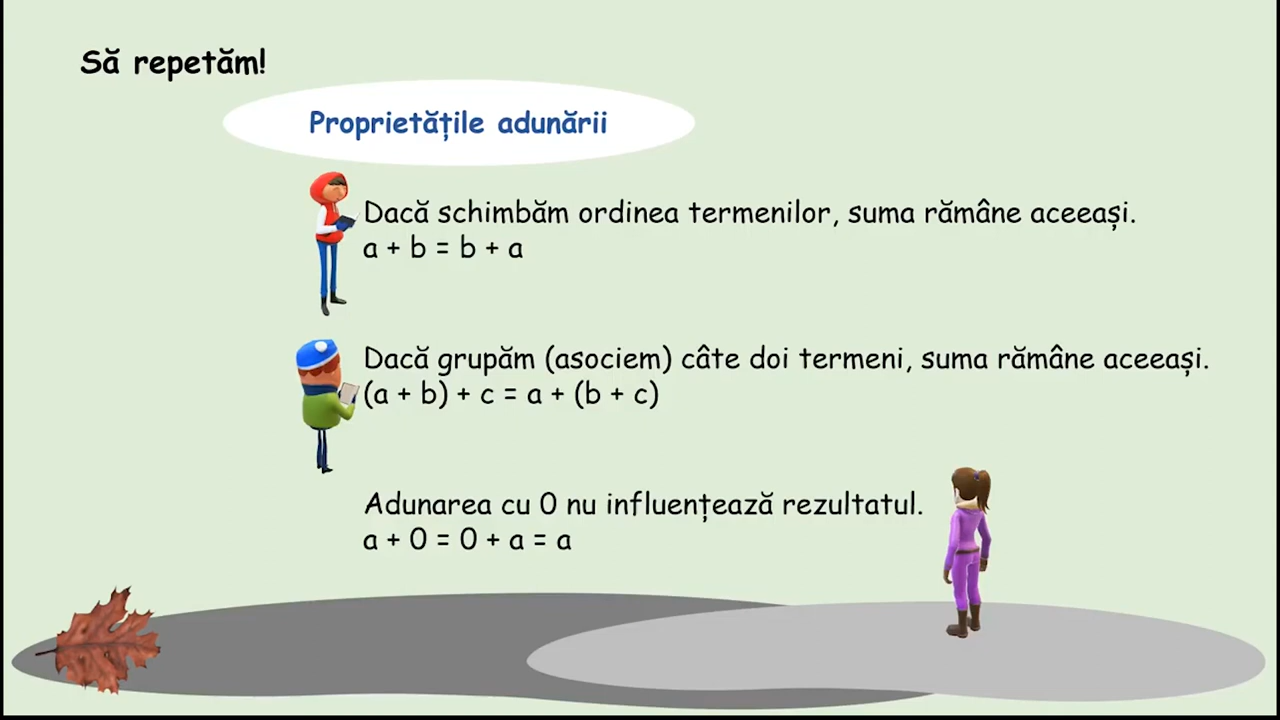 Să repetăm!
Proprietățile adunării
Dacă schimbăm ordinea termenilor, suma rămâne aceeași.
a + b = b + a
Dacă grupăm (asociem) câte doi termeni, suma rămâne aceeași.
(a + b) + c = a + (b + c)
Adunarea cu 0 nu influențează rezultatul.
a + 0 = 0 + a = a